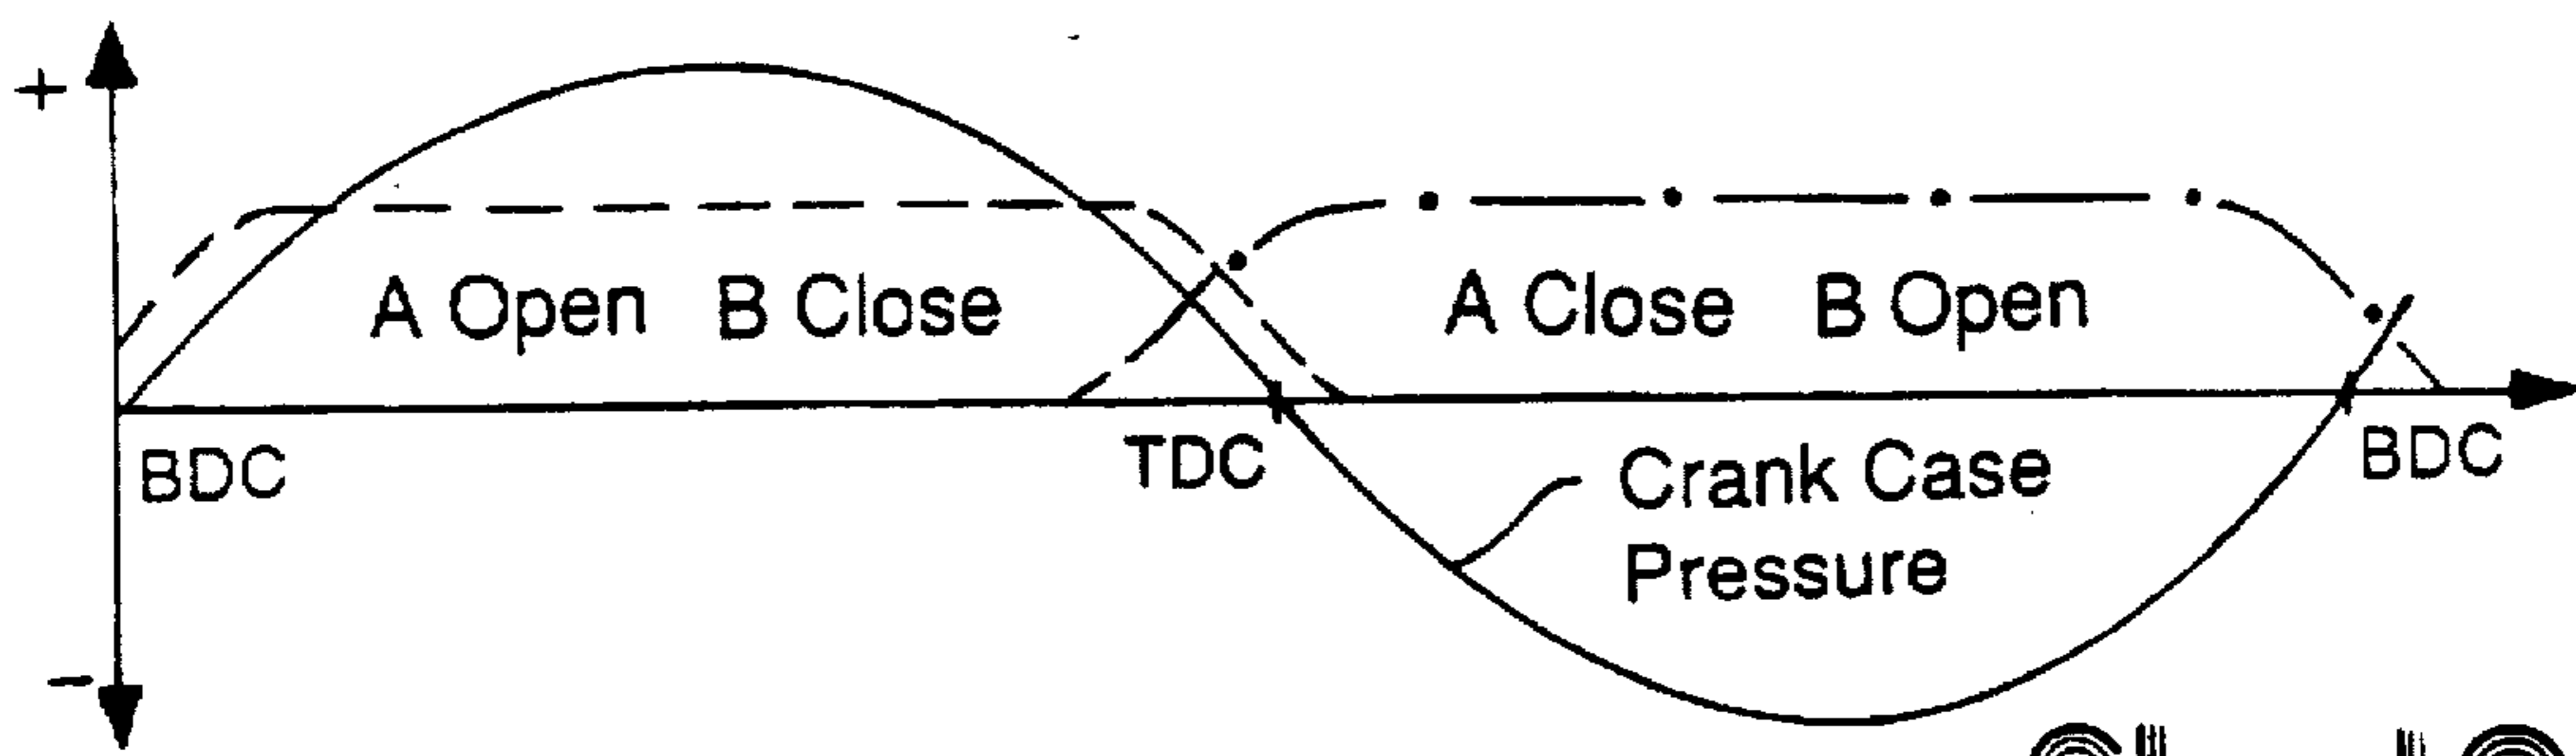 +
A Open B Close
A Close B Open
BDC
TDC
BDC
Crank Case
Pressure
-